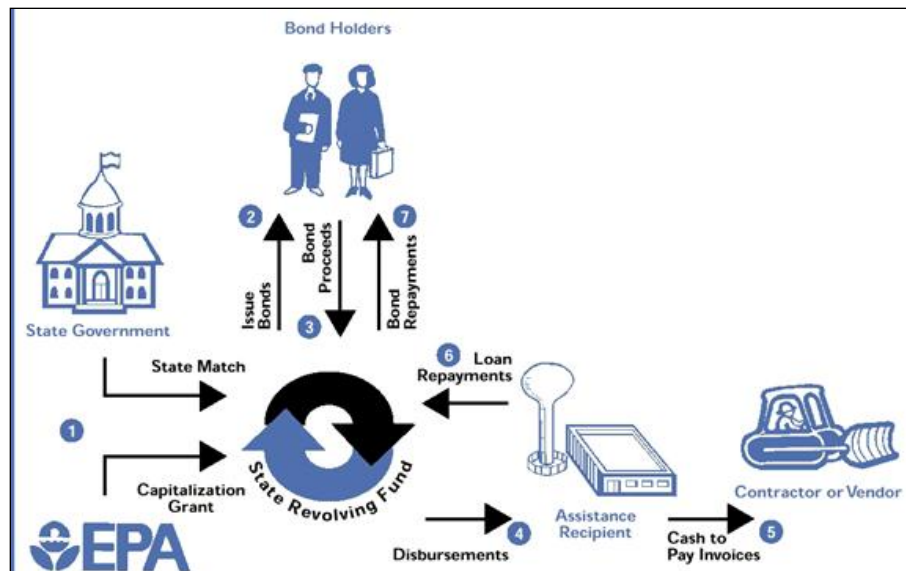 Bond Holders
2
7
Issue
Bonds
Bond
Proceeds
Bond
Repayments
3
State Government
State Match
6
Loan
Repayments
1
Capitalization
Grant
State Revolving Fund
EPA
Disbursements
4
Assistance
Recipient
Cash to
Pay Invoices
5
Contractor or Vendor